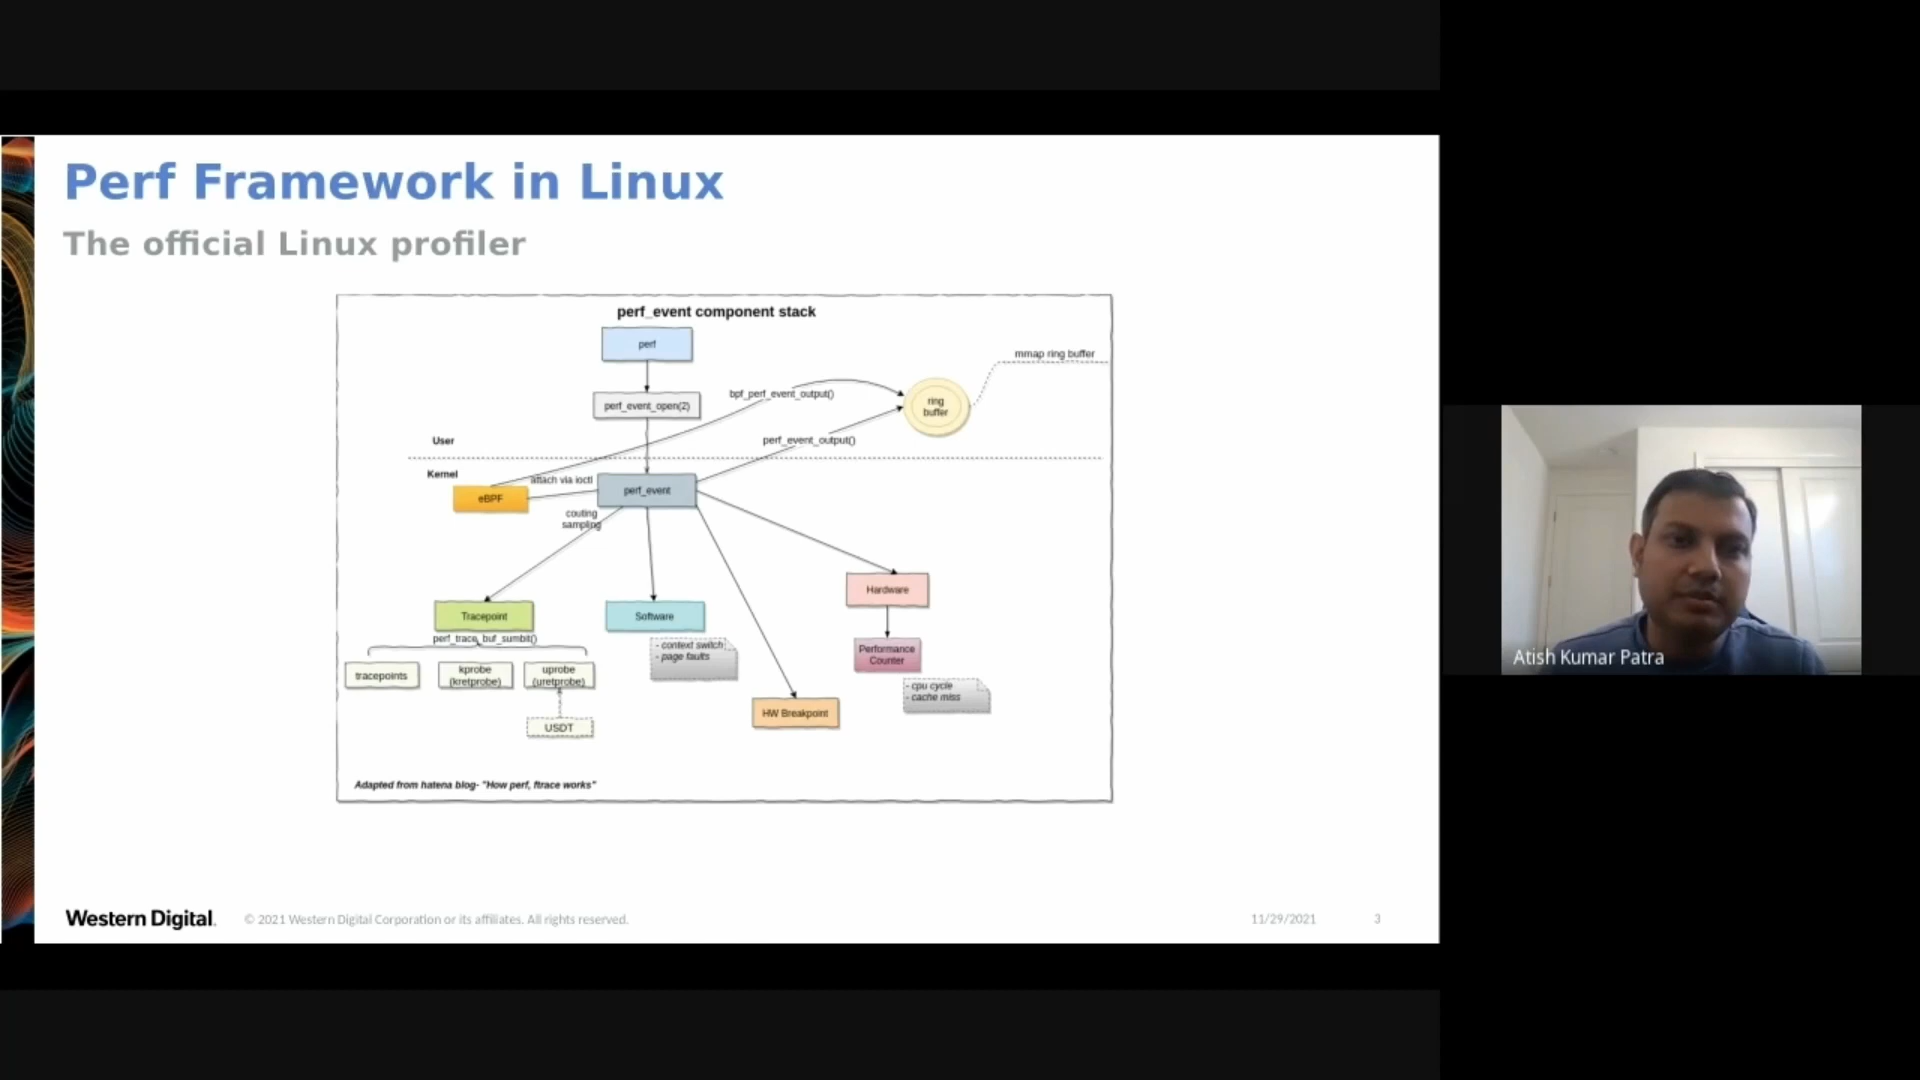 Perf Framework in Linux
The official Linux profiler
perf_event component stack
perf
mmap ring buffer
bpf_perf_event_output()
perf_event_open(2)
ring
buffer
User
perf_event_output()
Kernel
attach via ioctl
perf_event
eBPF
couting
sampling
Hardware
Tracepoint
Software
perf_trace_buf_sumbit()
- context switch
- page faults
Performance
Counter
tracepoints
kprobe
(kretprobe)
uprobe
(uretprobe)
- cpu cycle
- cache miss
HW Breakpoint
USDT
Adapted from hatena blog- "How perf, ftrace works"
Western Digital.
© 2021 Western Digital Corporation or its affiliates. All rights reserved.
11/29/2021
3
Atish Kumar Patra